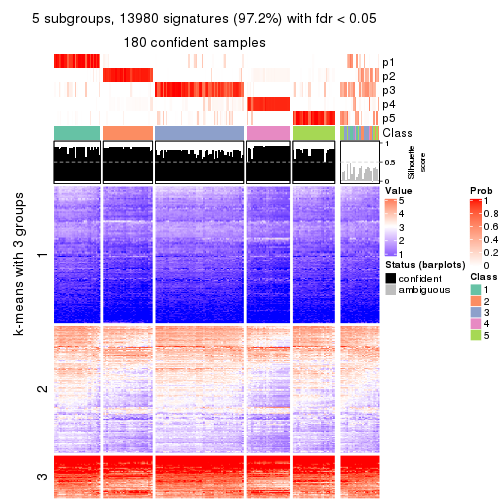 5 subgroups, 13980 signatures (97.2%) with fdr < 0.05
180 confident samples
p1
p2
p3
p4
p5
Class
1
0.5
0
Silhouette
score
k-means with 3 groups
1
2
3
Value
5
4
3
2
1
Status (barplots)
confident
ambiguous
Prob
1
0.8
0.6
0.4
0.2
0
Class
1
2
3
4
5